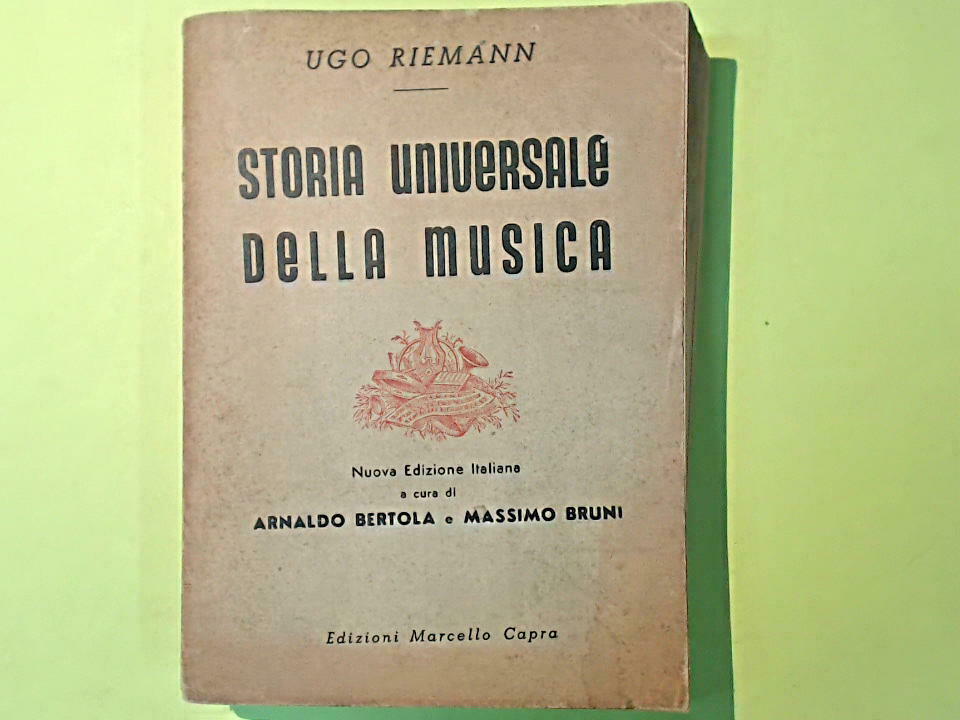 UGO RIEMANN
STORIA UNIVERSALE
DELLA MUSICA
Nuova Edizione Italiana
a cura di
ARNALDO BERTOLA e MASSIMO BRUNI
Edizioni Marcello Capra